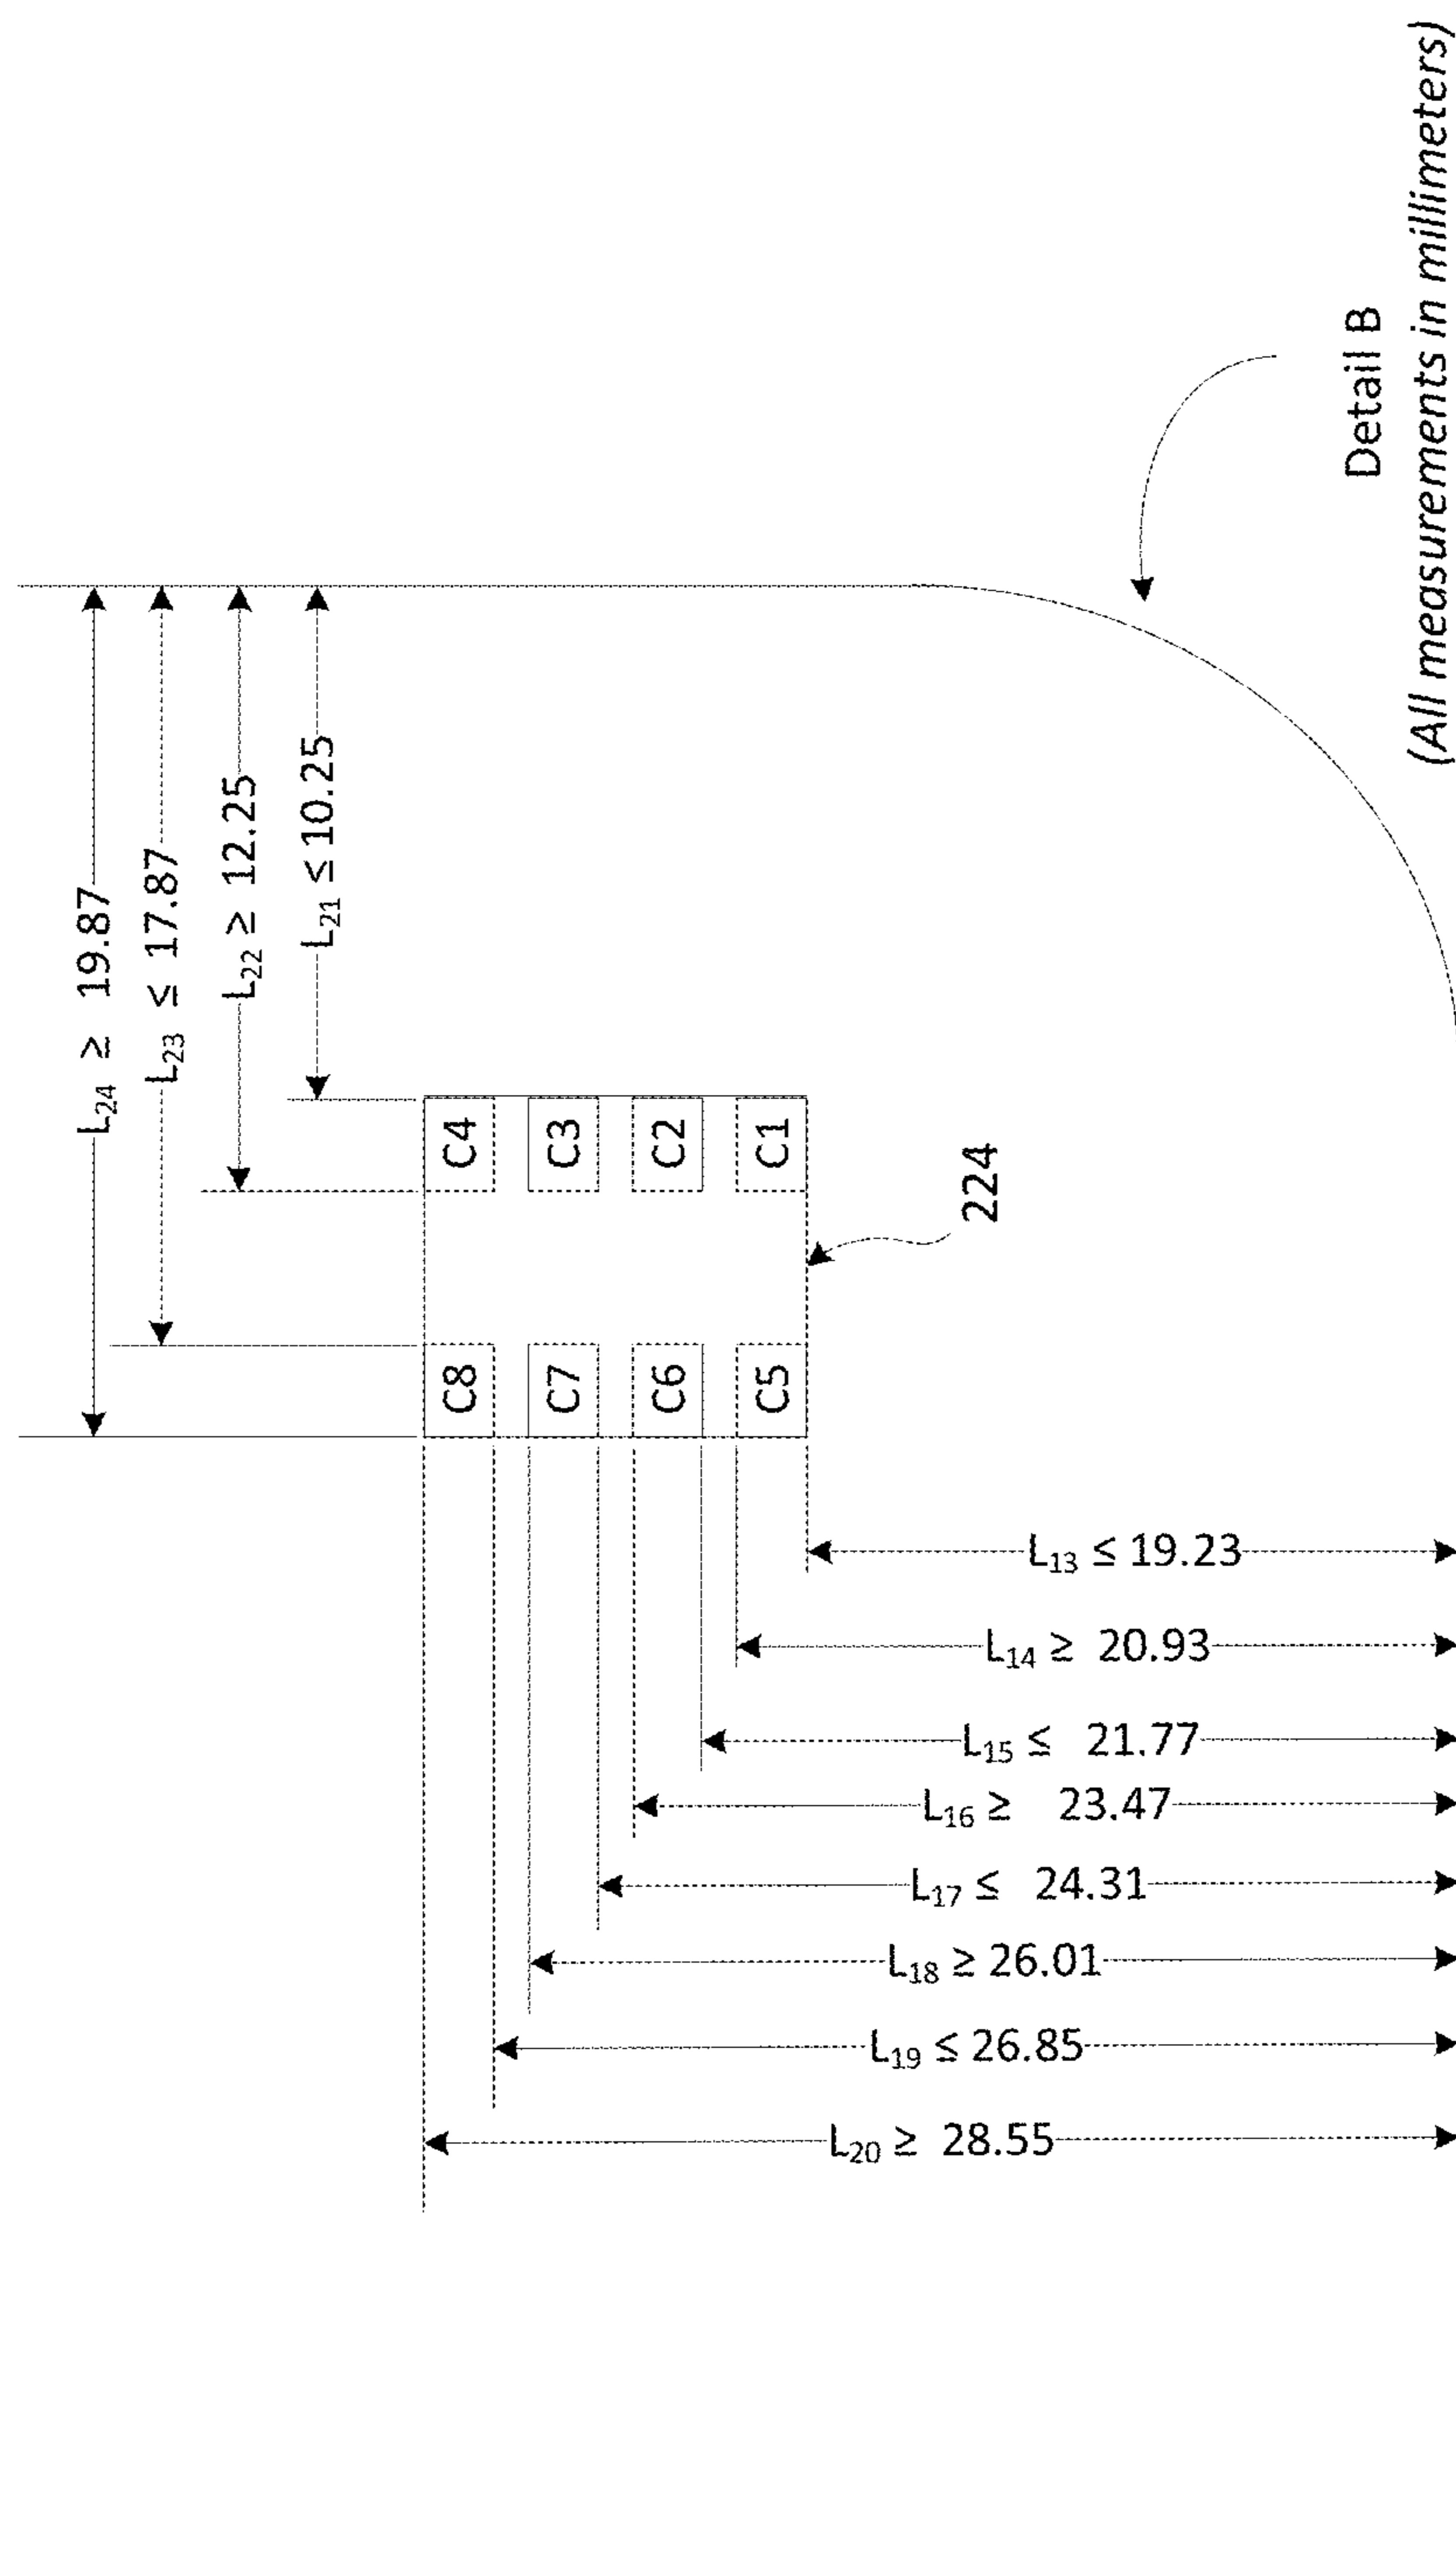 L₂₄ ≥ 19.87
L₂₃ ≤ 17.87
L₂₂ ≥ 12.25
L₂₁ ≤ 10.25
C8
C7
C6
C5
C4
C3
C2
C1
224
L₁₃ ≤ 19.23
L₁₄ ≥ 20.93
L₁₅ ≤ 21.77
L₁₆ ≥ 23.47
L₁₇ ≤ 24.31
L₁₈ ≥ 26.01
L₁₉ ≤ 26.85
L₂₀ ≥ 28.55
Detail B
(All measurements in millimeters)